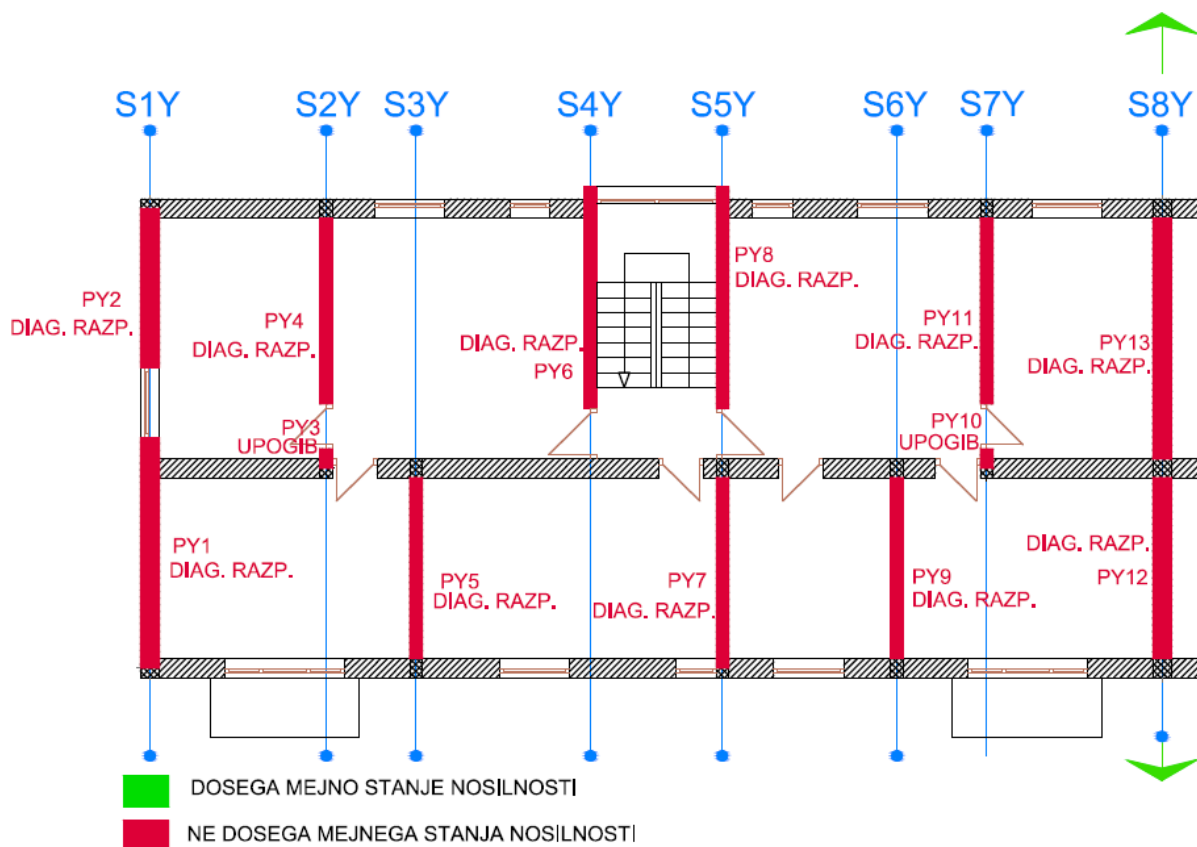 S1Y
S2Y
S3Y
S4Y
S5Y
S6Y
S7Y
S8Y
PY2
DIAG. RAZP.
PY4
DIAG. RAZP.
DIAG. RAZP.
PY6
PY8
DIAG. RAZP.
PY11
DIAG. RAZP.
PY13
DIAG. RAZP.
PY3
UPOGIB
PY10
UPOGIB
PY1
DIAG. RAZP.
PY5
DIAG. RAZP.
PY7
DIAG. RAZP.
PY9
DIAG. RAZP.
DIAG. RAZP.
PY12
DOSEGA MEJNO STANJE NOSILNOSTI
NE DOSEGA MEJNEGA STANJA NOSILNOSTI